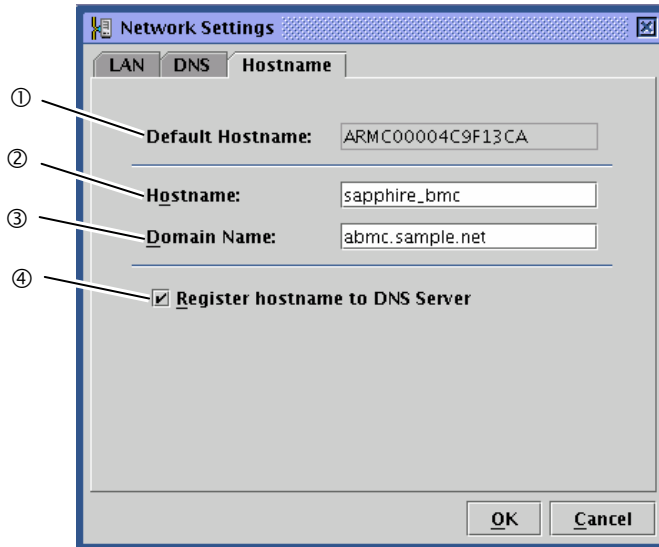 Network Settings
LAN DNS Hostname
① Default Hostname: ARMC00004C9F13CA
② Hostname: sapphire_bmc
③ Domain Name: abmc.sample.net
④ Register hostname to DNS Server
OK Cancel